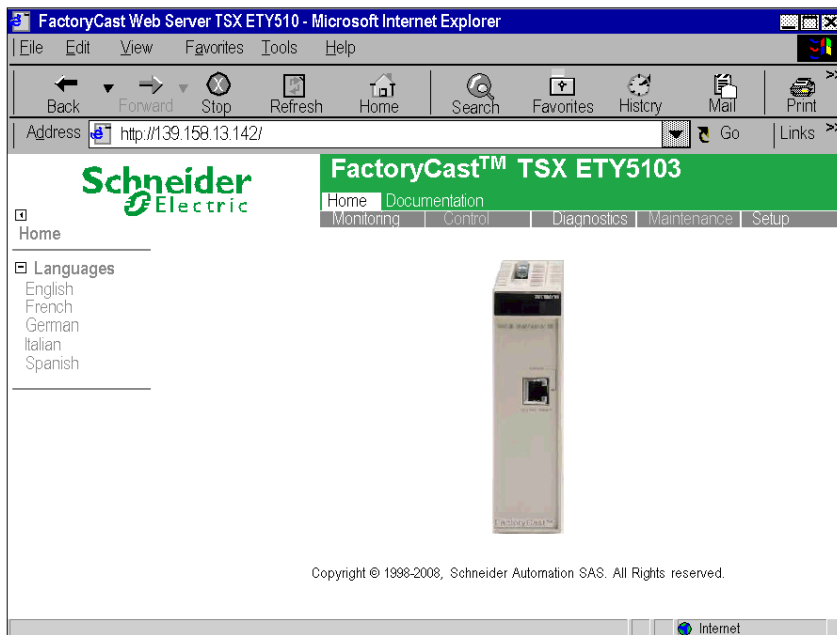 FactoryCast Web Server TSX ETY510 - Microsoft Internet Explorer
File Edit View Favorites Tools Help
Back Forward Stop Refresh Home Search Favorites History Mail Print >>
Address http://139.158.13.142/ Go Links >>
Schneider Electric
FactoryCast™ TSX ETY5103
Home Documentation
Monitoring Control Diagnostics Maintenance Setup
Home
Languages
English
French
German
Italian
Spanish
FactoryCast™
Copyright © 1998-2008, Schneider Automation SAS. All Rights reserved.
Internet